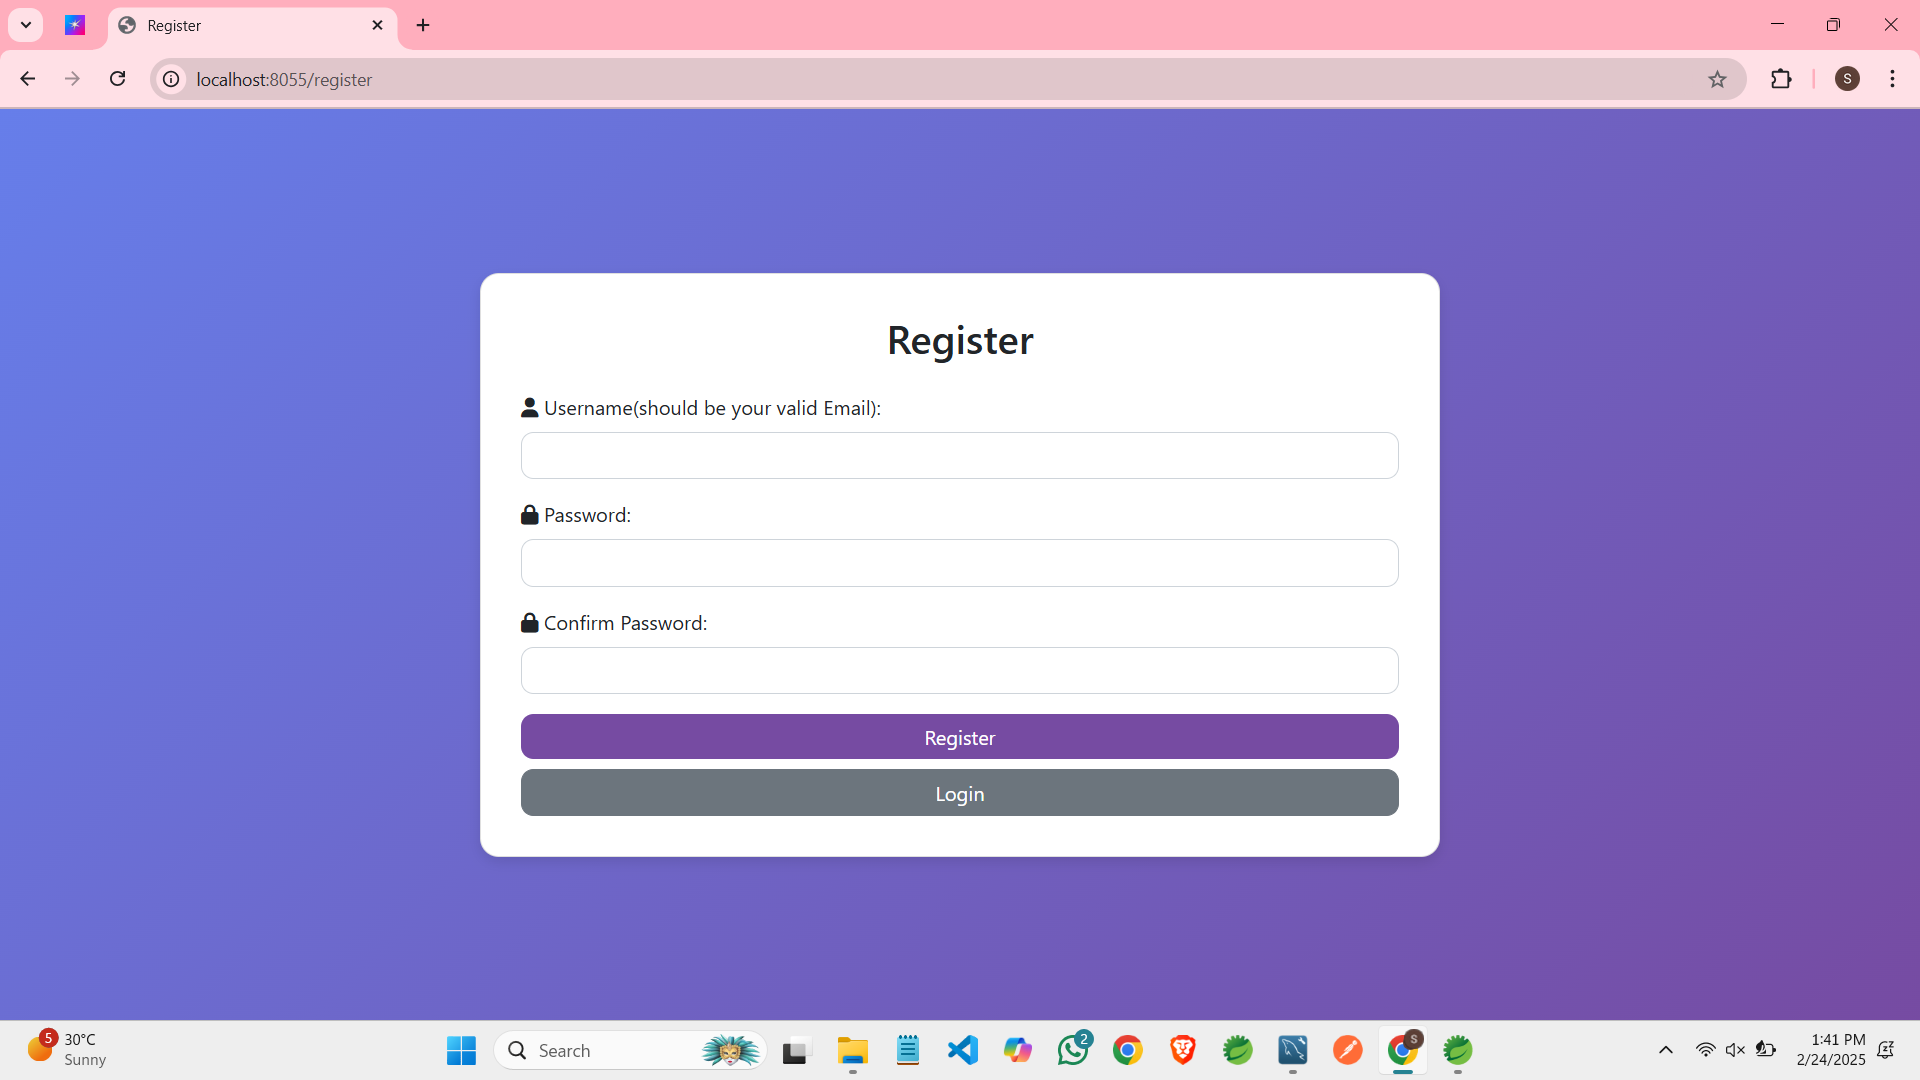 Register
localhost:8055/register
S
Register
Username(should be your valid Email):
Password:
Confirm Password:
Register
Login
5
30°C
Sunny
Search
2
S
1:41 PM
2/24/2025